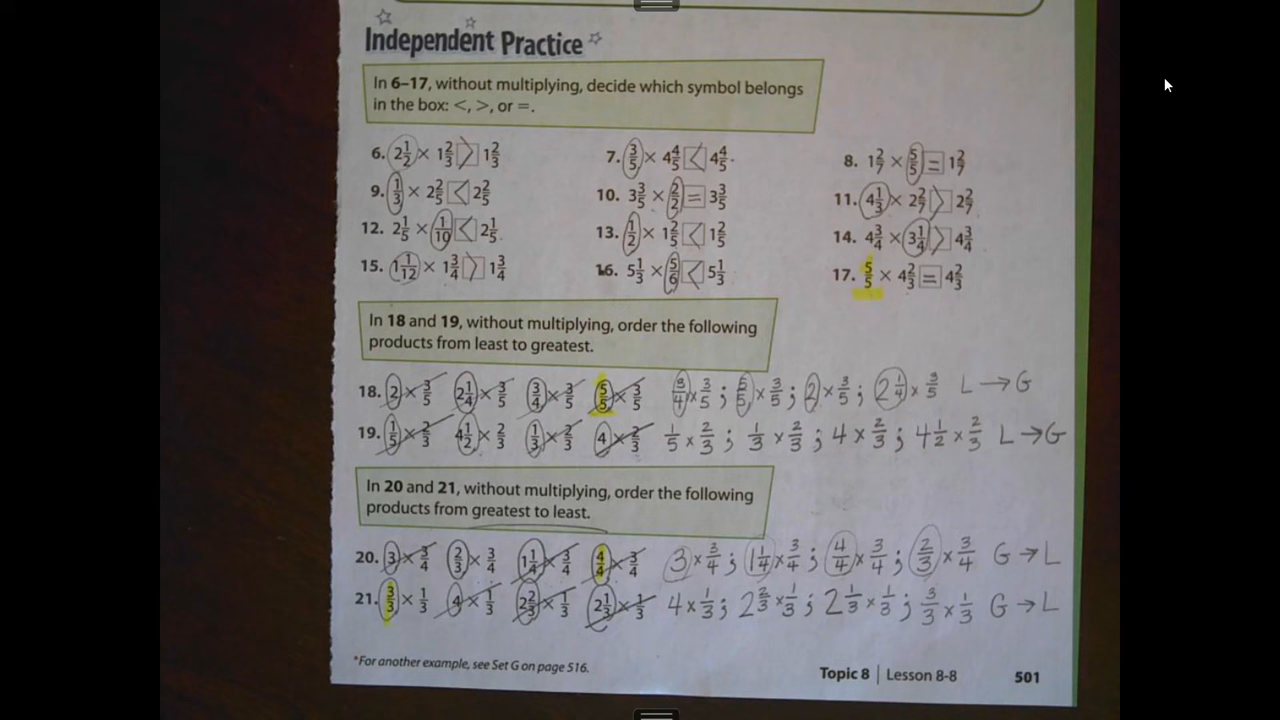 Independent Practice
In 6–17, without multiplying, decide which symbol belongs
in the box: <, >, or =.
6. 2 1/2 × 1 2/3 > 1 2/3 7. 3/5 × 4 4/5 < 4 4/5 8. 1 2/7 × 5/5 = 1 2/7
9. 1/3 × 2 2/5 < 2 2/5 10. 3 3/5 × 2/2 = 3 3/5 11. 4 1/3 × 2 2/7 > 2 2/7
12. 2 1/5 × 1/10 < 2 1/5 13. 1/2 × 1 2/5 < 1 2/5 14. 4 3/4 × 3 1/4 > 4 3/4
15. 1 1/12 × 1 3/4 > 1 3/4 16. 5 1/3 × 5/6 < 5 1/3 17. 5/5 × 4 2/3 = 4 2/3
In 18 and 19, without multiplying, order the following
products from least to greatest.
18. 2 × 3/5 2 1/4 × 3/5 3/4 × 3/5 5/5 × 3/5 3/4 × 3/5 ; 5/5 × 3/5 ; 2 × 3/5 ; 2 1/4 × 3/5 L → G
19. 1/5 × 2/3 4 1/2 × 2/3 1/3 × 2/3 4 × 2/3 1/5 × 2/3 ; 1/3 × 2/3 ; 4 × 2/3 ; 4 1/2 × 2/3 L → G
In 20 and 21, without multiplying, order the following
products from greatest to least.
20. 3 × 3/4 2/3 × 3/4 1 1/4 × 3/4 4/4 × 3/4 3 × 3/4 ; 1 1/4 × 3/4 ; 4/4 × 3/4 ; 2/3 × 3/4 G → L
21. 3/3 × 1/3 4 × 1/3 2 2/3 × 1/3 2 1/3 × 1/3 4 × 1/3 ; 2 2/3 × 1/3 ; 2 1/3 × 1/3 ; 3/3 × 1/3 G → L
*For another example, see Set G on page 516.
Topic 8 | Lesson 8-8 501